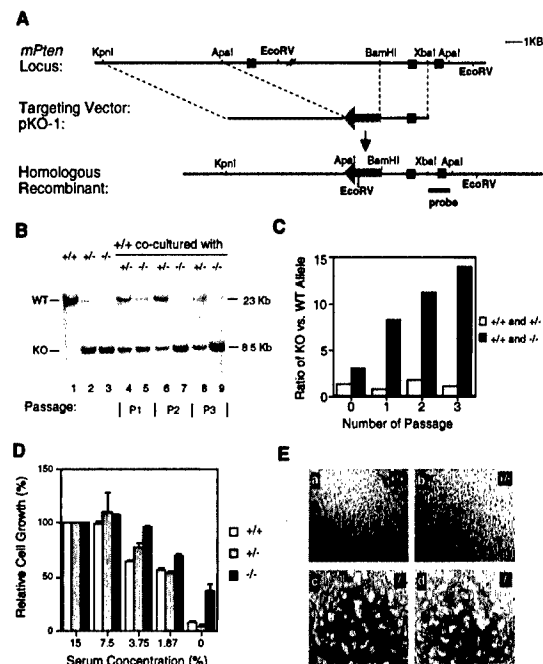 A
mPten
Locus:
KpnI
ApaI
EcoRV
BamHI
XbaI
ApaI
EcoRV
1KB
Targeting Vector:
pKO-1:
Homologous
Recombinant:
KpnI
ApaI
EcoRV
BamHI
XbaI
ApaI
EcoRV
probe
B
+/+ +/- -/-
+/+ co-cultured with
+/- -/- +/- -/- +/- -/-
WT
23 Kb
KO
8.5 Kb
1 2 3 4 5 6 7 8 9
Passage: P1 P2 P3
C
Ratio of KO vs. WT Allele
15
10
5
0
0 1 2 3
Number of Passage
+/+ and +/-
+/+ and -/-
D
Relative Cell Growth (%)
150
100
50
0
15 7.5 3.75 1.87 0
Serum Concentration (%)
+/+
+/-
-/-
E
a
b
c
d